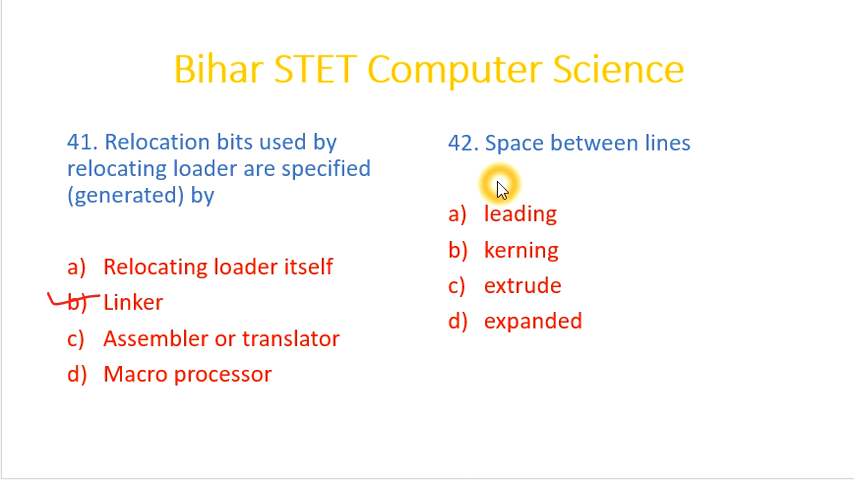 Bihar STET Computer Science
41. Relocation bits used by
relocating loader are specified
(generated) by
a) Relocating loader itself
b) Linker
c) Assembler or translator
d) Macro processor
42. Space between lines
a) leading
b) kerning
c) extrude
d) expanded